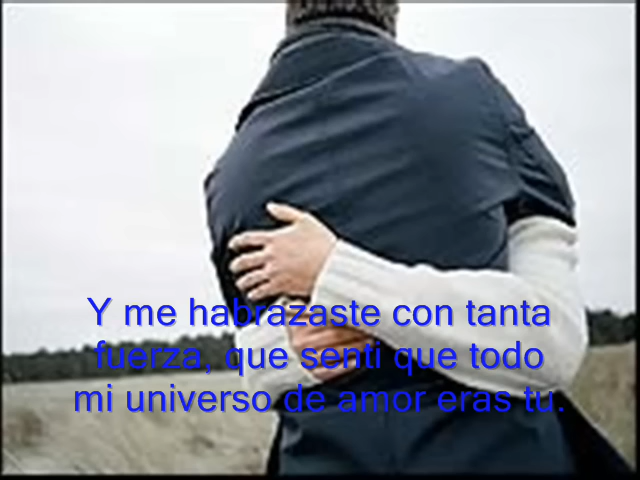 Y me habrazaste con tanta
fuerza, que senti que todo
mi universo de amor eras tu.